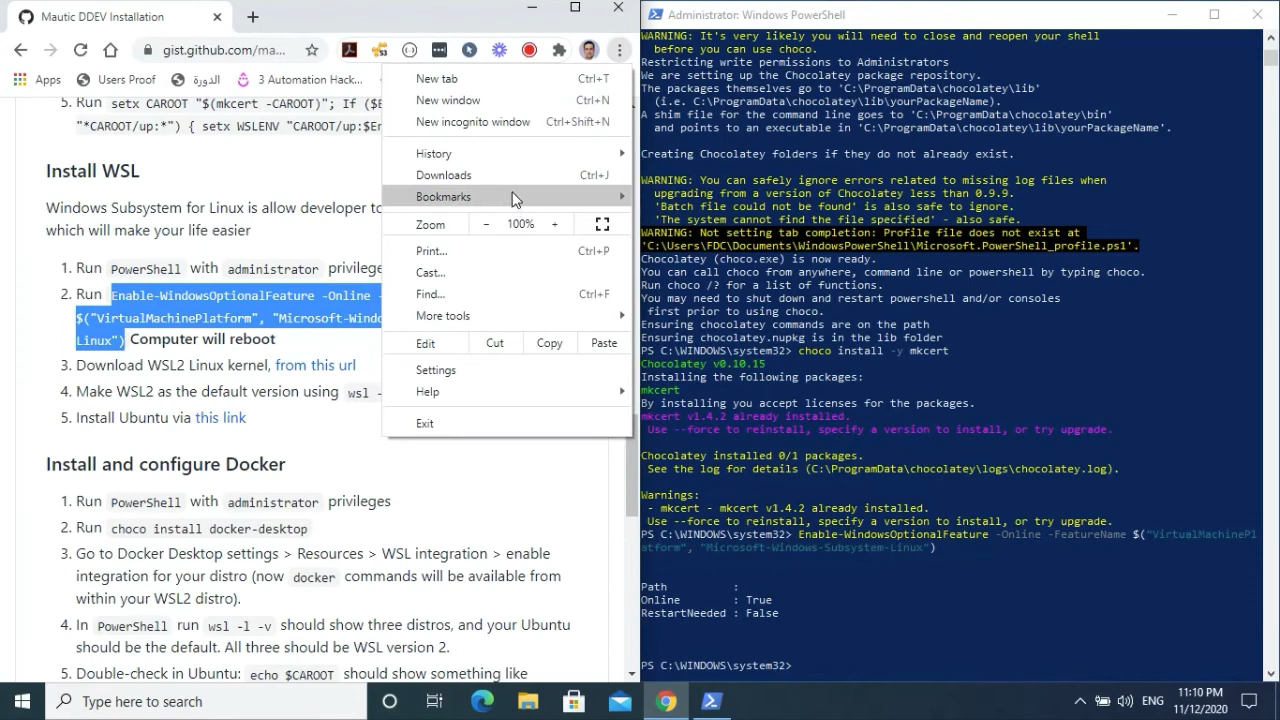 Mautic DDEV Installation
gist.github.com/ma...
Apps
Users Proof
الدورة
3 Automation Hack...
5. Run setx CAROOT "$(mkcert -CAROOT)"; If ($E
"*CAROOT/up:*") { setx WSLENV "CAROOT/up:$En
Install WSL
Windows Subsystem for Linux is allow developer to
which will make your life easier
1. Run PowerShell with administrator privileges
2. Run Enable-WindowsOptionalFeature -Online -
$("VirtualMachinePlatform", "Microsoft-Windo
Linux") Computer will reboot
3. Download WSL2 Linux kernel, from this url
4. Make WSL2 as the default version using wsl -
5. Install Ubuntu via this link
Install and configure Docker
1. Run PowerShell with administrator privileges
2. Run choco install docker-desktop
3. Go to Docker Desktop settings > Resources > WSL integration > enable
integration for your distro (now docker commands will be available from
within your WSL2 distro).
4. In PowerShell run wsl -l -v should show three distros, and your Ubuntu
should be the default. All three should be WSL version 2.
5. Double-check in Ubuntu: echo $CAROOT should show something like
New tab Ctrl+T
New window Ctrl+N
New incognito window Ctrl+Shift+N
History
Downloads Ctrl+J
Bookmarks
Zoom - 100% +
Print... Ctrl+P
Cast...
Find... Ctrl+F
More tools
Edit Cut Copy Paste
Settings
Help
Exit
Administrator: Windows PowerShell
WARNING: It's very likely you will need to close and reopen your shell
before you can use choco.
Restricting write permissions to Administrators
We are setting up the Chocolatey package repository.
The packages themselves go to 'C:\ProgramData\chocolatey\lib'
(i.e. C:\ProgramData\chocolatey\lib\yourPackageName).
A shim file for the command line goes to 'C:\ProgramData\chocolatey\bin'
and points to an executable in 'C:\ProgramData\chocolatey\lib\yourPackageName'.
Creating Chocolatey folders if they do not already exist.
WARNING: You can safely ignore errors related to missing log files when
upgrading from a version of Chocolatey less than 0.9.9.
'Batch file could not be found' is also safe to ignore.
'The system cannot find the file specified' - also safe.
WARNING: Not setting tab completion: Profile file does not exist at
'C:\Users\FDC\Documents\WindowsPowerShell\Microsoft.PowerShell_profile.ps1'.
Chocolatey (choco.exe) is now ready.
You can call choco from anywhere, command line or powershell by typing choco.
Run choco /? for a list of functions.
You may need to shut down and restart powershell and/or consoles
first prior to using choco.
Ensuring chocolatey commands are on the path
Ensuring chocolatey.nupkg is in the lib folder
PS C:\WINDOWS\system32> choco install -y mkcert
Chocolatey v0.10.15
Installing the following packages:
mkcert
By installing you accept licenses for the packages.
mkcert v1.4.2 already installed.
Use --force to reinstall, specify a version to install, or try upgrade.
Chocolatey installed 0/1 packages.
See the log for details (C:\ProgramData\chocolatey\logs\chocolatey.log).
Warnings:
- mkcert - mkcert v1.4.2 already installed.
Use --force to reinstall, specify a version to install, or try upgrade.
PS C:\WINDOWS\system32> Enable-WindowsOptionalFeature -Online -FeatureName $("VirtualMachinePl
atform", "Microsoft-Windows-Subsystem-Linux")
Path :
Online : True
RestartNeeded : False
PS C:\WINDOWS\system32>
Type here to search
ENG
11:10 PM
11/12/2020